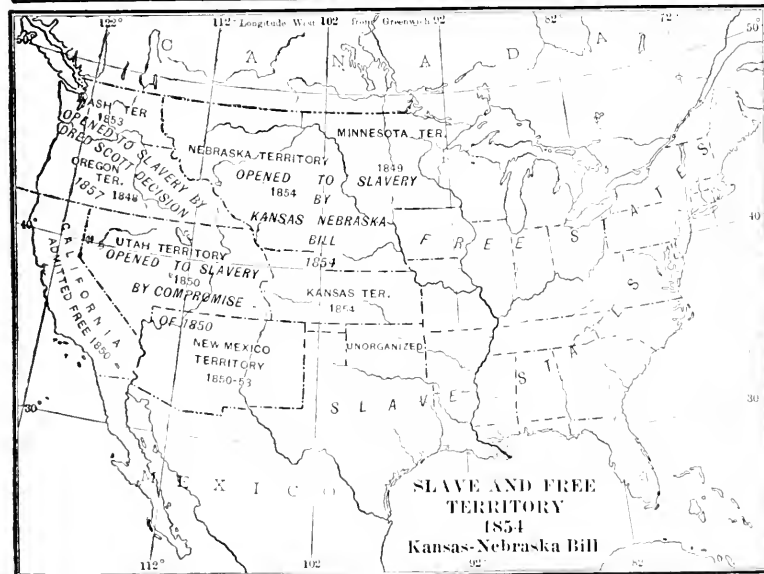 122° 112° Longitude West 102 from Greenwich 92 82° 72°
50° 50°
C A N A D A
WASH TER
1853
OPENED TO SLAVERY BY
DRED SCOTT DECISION
1857
OREGON
TER.
1848
MINNESOTA TER.
1849
NEBRASKA TERRITORY
1854
OPENED TO SLAVERY
BY
KANSAS NEBRASKA
BILL
1854
40 40
CALIFORNIA
ADMITTED FREE 1850
UTAH TERRITORY
OPENED TO SLAVERY
1850
BY COMPROMISE
OF 1850
KANSAS TER.
1854
FREE STATES
NEW MEXICO
TERRITORY
1850-53
UNORGANIZED
SLAVE STATES
30 30
MEXICO
SLAVE AND FREE
TERRITORY
1854
Kansas-Nebraska Bill
112° 102 92° 82